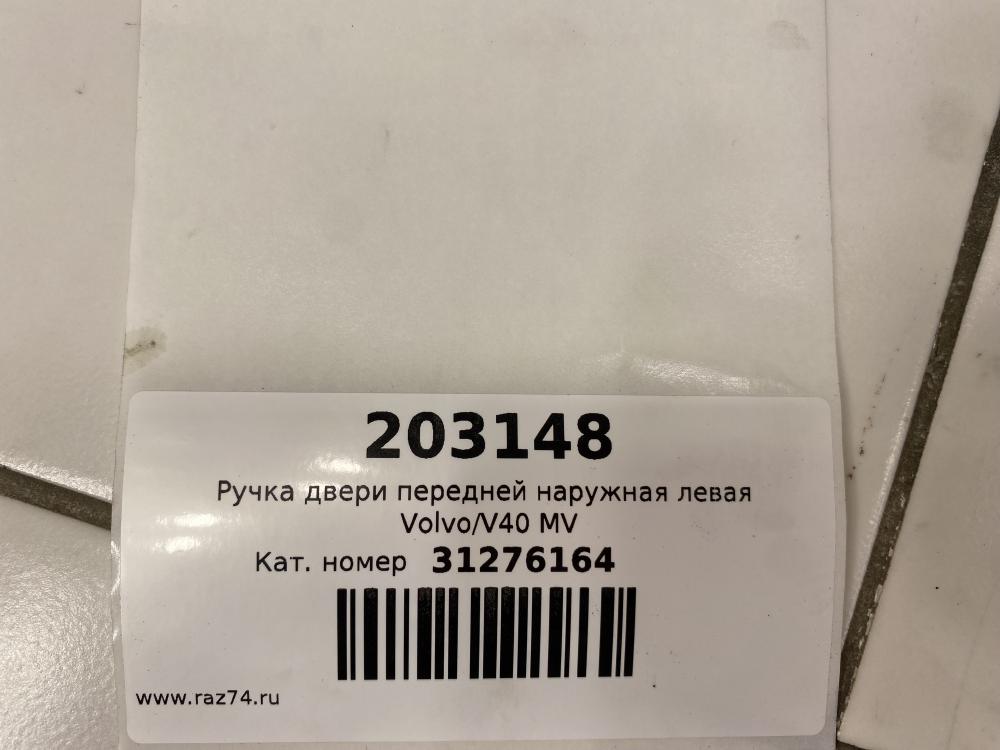 203148
Ручка двери передней наружная левая
Volvo/V40 MV
Кат. номер 31276164
www.raz74.ru